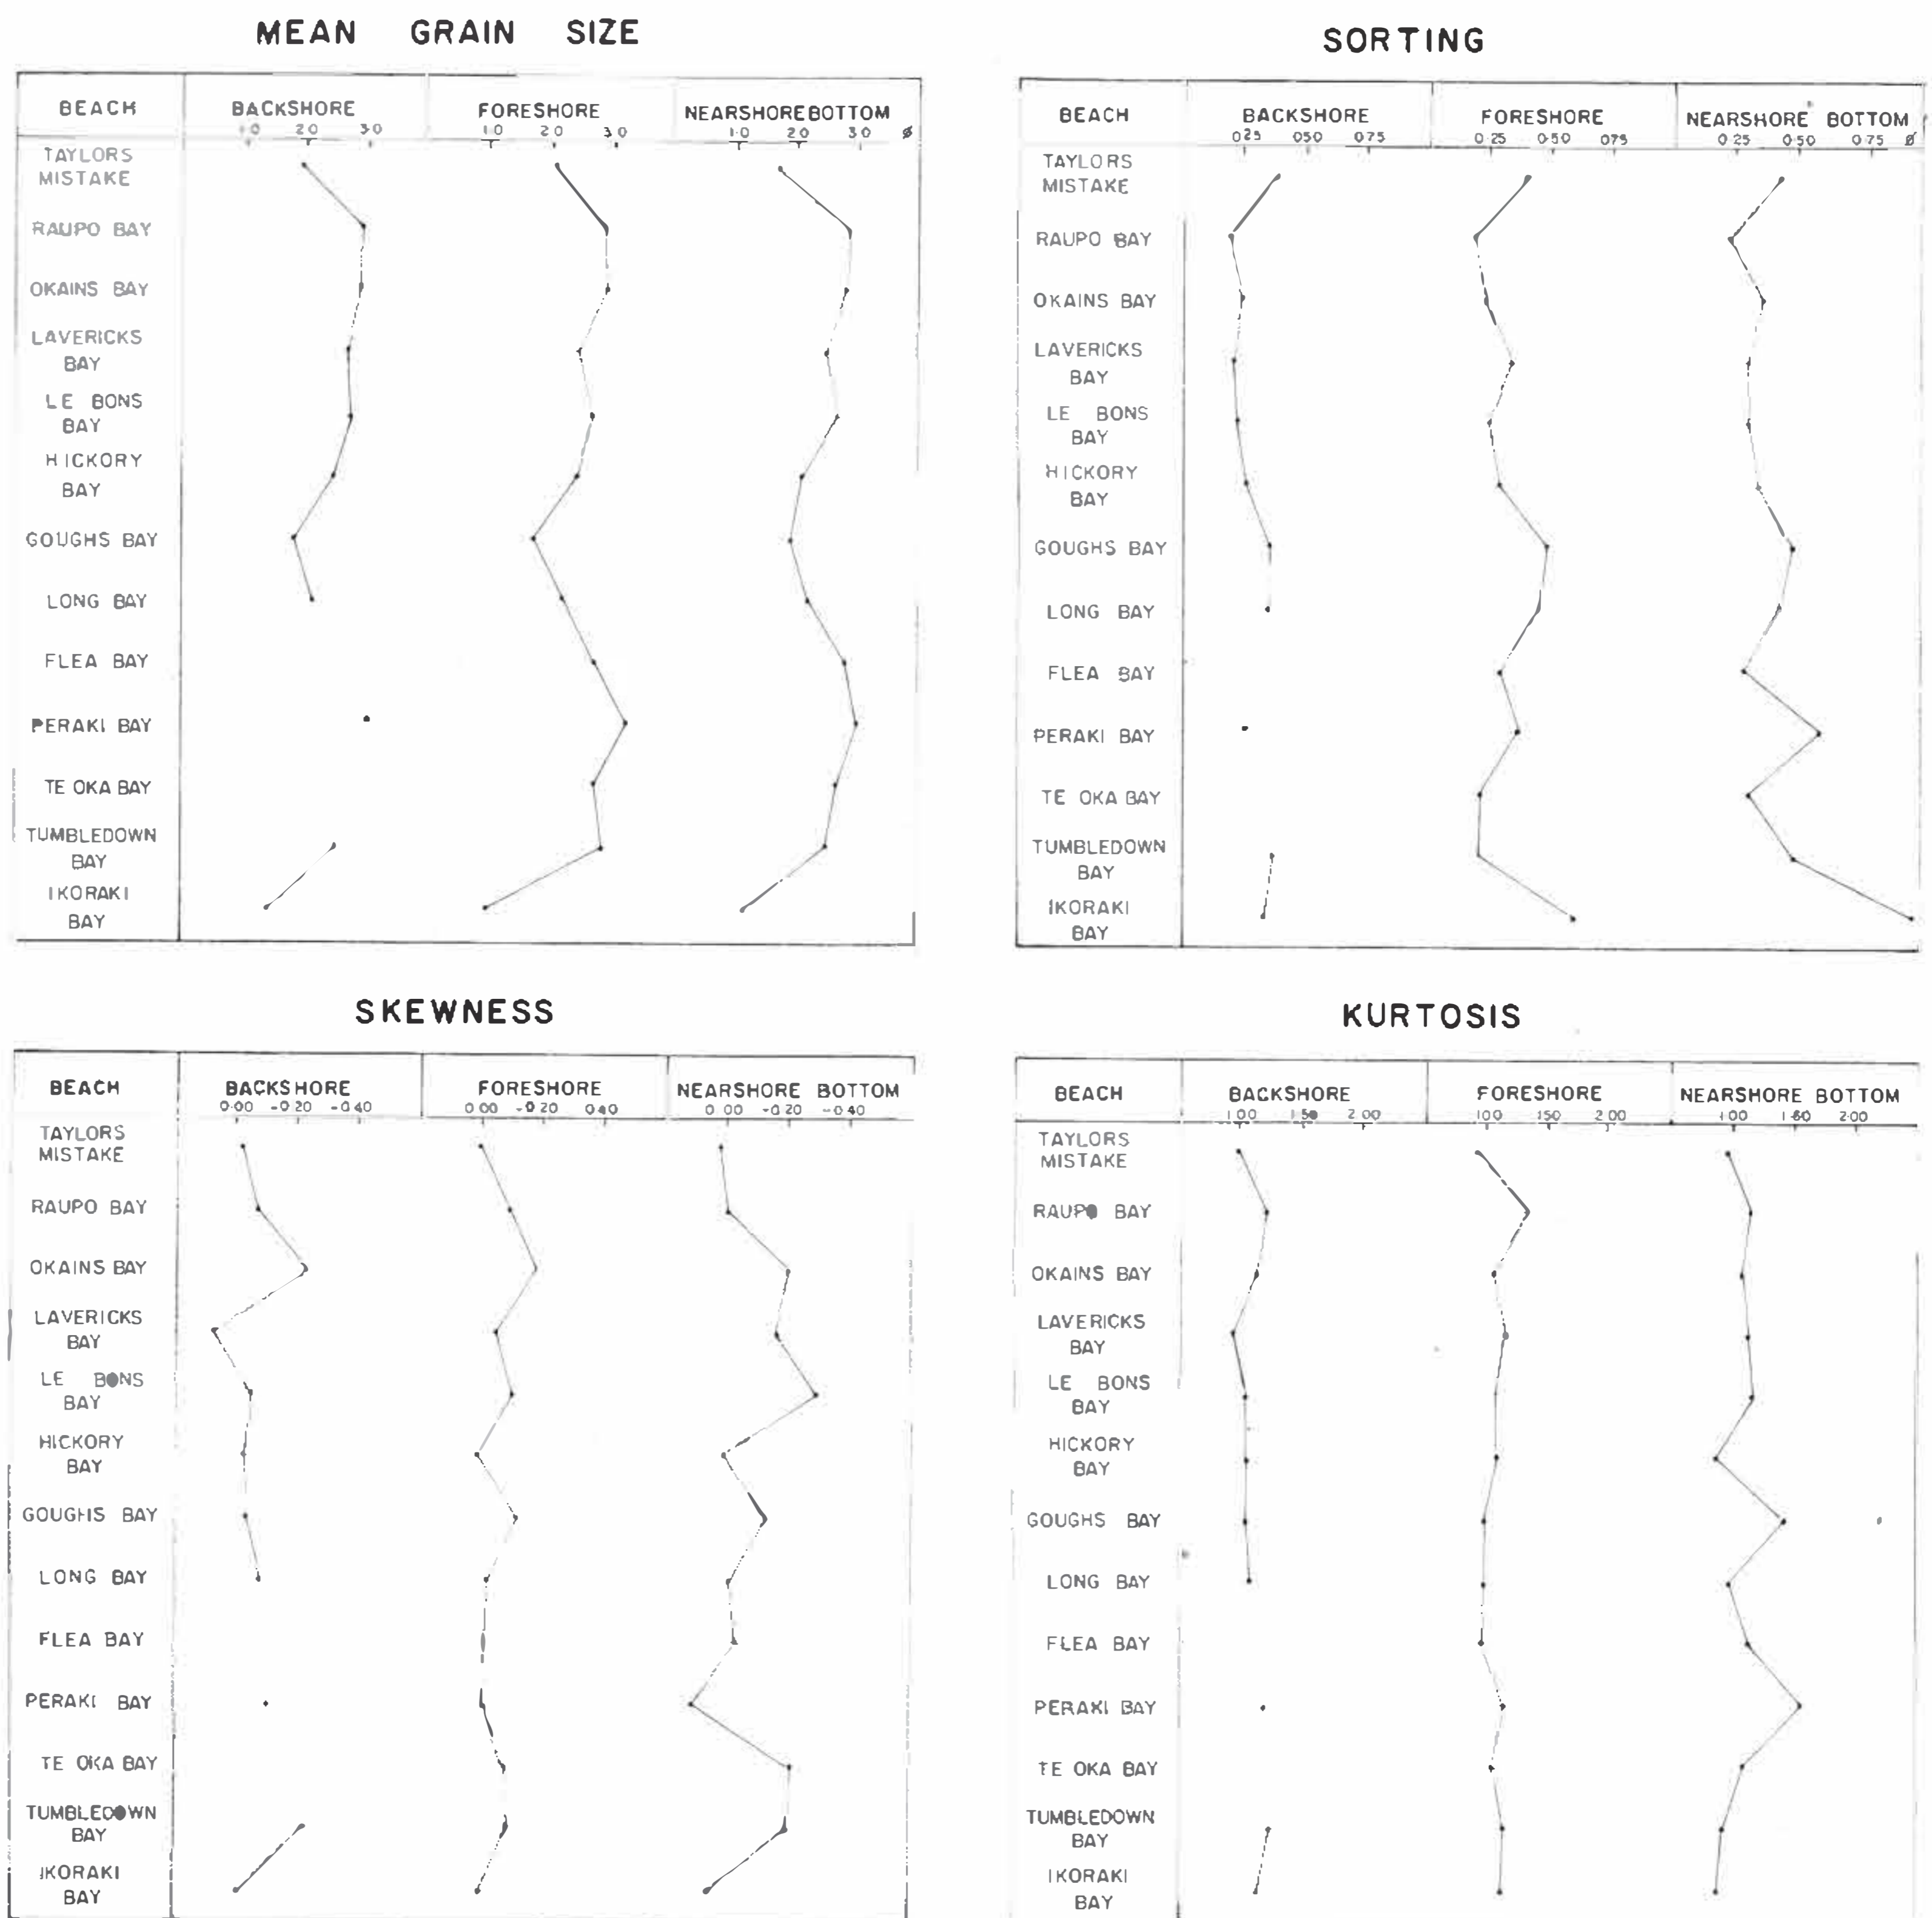 MEAN GRAIN SIZE
BEACH BACKSHORE FORESHORE NEARSHORE BOTTOM
1.0 2.0 3.0 1.0 2.0 3.0 1.0 2.0 3.0 ø
TAYLORS
MISTAKE
RAUPO BAY
OKAINS BAY
LAVERICKS
BAY
LE BONS
BAY
HICKORY
BAY
GOUGHS BAY
LONG BAY
FLEA BAY
PERAKI BAY
TE OKA BAY
TUMBLEDOWN
BAY
IKORAKI
BAY
SORTING
BEACH BACKSHORE FORESHORE NEARSHORE BOTTOM
0.25 0.50 0.75 0.25 0.50 0.75 0.25 0.50 0.75 ø
TAYLORS
MISTAKE
RAUPO BAY
OKAINS BAY
LAVERICKS
BAY
LE BONS
BAY
HICKORY
BAY
GOUGHS BAY
LONG BAY
FLEA BAY
PERAKI BAY
TE OKA BAY
TUMBLEDOWN
BAY
IKORAKI
BAY
SKEWNESS
BEACH BACKSHORE FORESHORE NEARSHORE BOTTOM
0.00 -0.20 -0.40 0.00 -0.20 0.40 0.00 -0.20 -0.40
TAYLORS
MISTAKE
RAUPO BAY
OKAINS BAY
LAVERICKS
BAY
LE BONS
BAY
HICKORY
BAY
GOUGHS BAY
LONG BAY
FLEA BAY
PERAKI BAY
TE OKA BAY
TUMBLEDOWN
BAY
IKORAKI
BAY
KURTOSIS
BEACH BACKSHORE FORESHORE NEARSHORE BOTTOM
1.00 1.50 2.00 1.00 1.50 2.00 1.00 1.50 2.00
TAYLORS
MISTAKE
RAUPO BAY
OKAINS BAY
LAVERICKS
BAY
LE BONS
BAY
HICKORY
BAY
GOUGHS BAY
LONG BAY
FLEA BAY
PERAKI BAY
TE OKA BAY
TUMBLEDOWN
BAY
IKORAKI
BAY